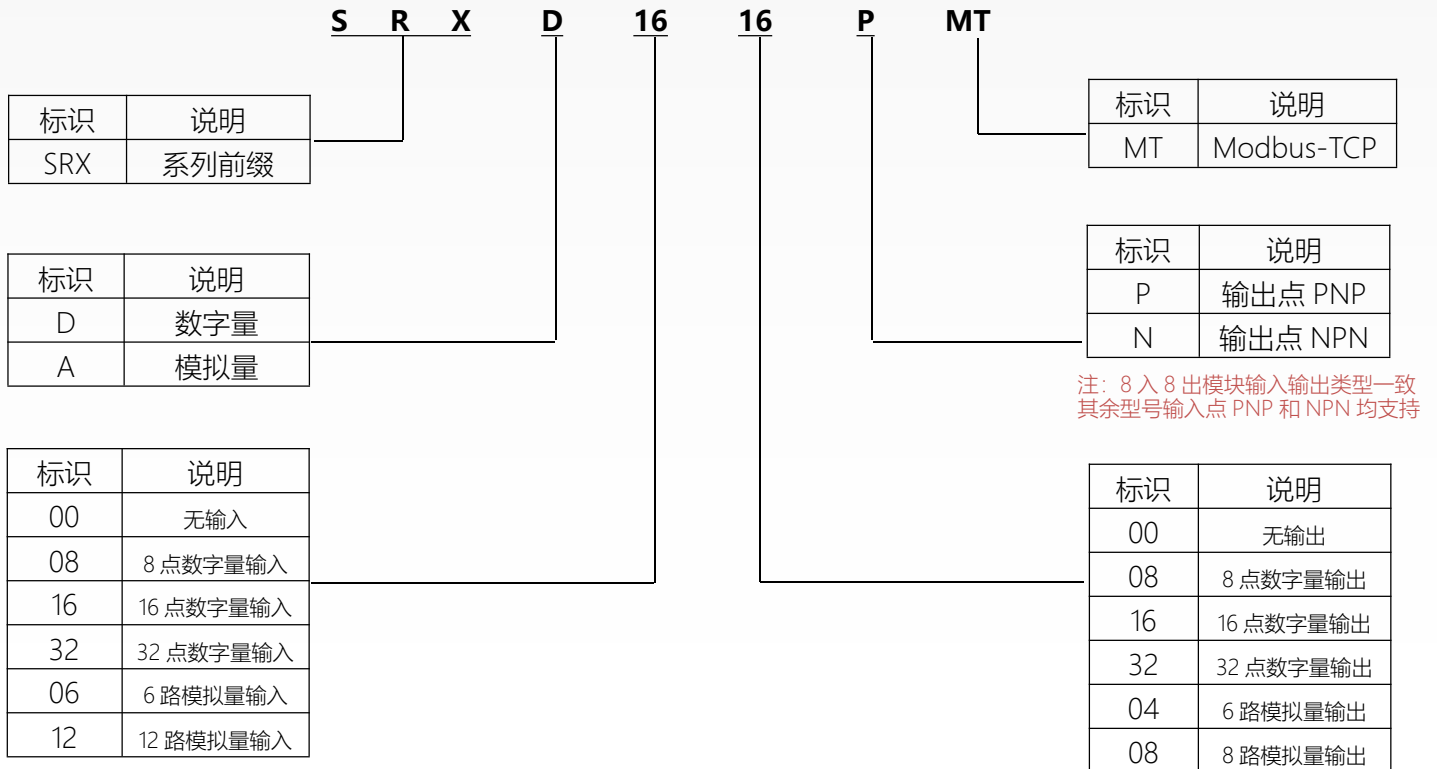 S R X D 16 16 P MT
标识 说明
SRX 系列前缀
标识 说明
D 数字量
A 模拟量
标识 说明
00 无输入
08 8 点数字量输入
16 16 点数字量输入
32 32 点数字量输入
06 6 路模拟量输入
12 12 路模拟量输入
标识 说明
MT Modbus-TCP
标识 说明
P 输出点 PNP
N 输出点 NPN
注：8 入 8 出模块输入输出类型一致
其余型号输入点 PNP 和 NPN 均支持
标识 说明
00 无输出
08 8 点数字量输出
16 16 点数字量输出
32 32 点数字量输出
04 6 路模拟量输出
08 8 路模拟量输出